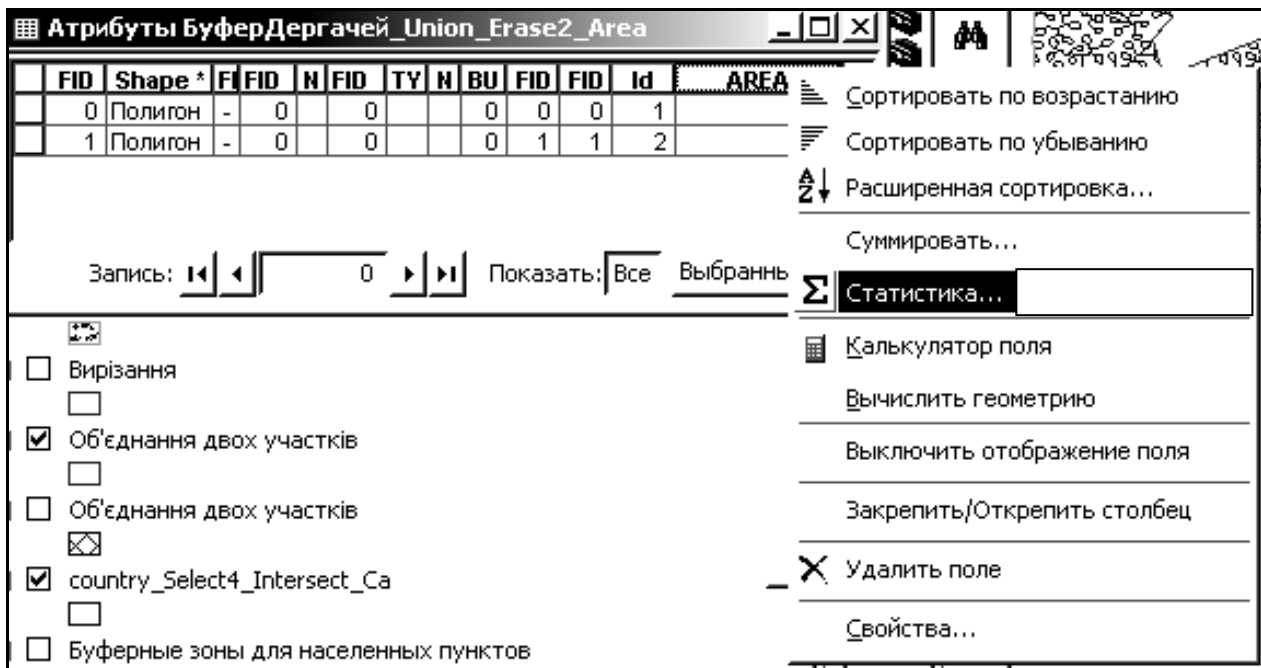 Атрибуты БуферДергачей_Union_Erase2_Area
FID Shape * FI FID N FID TY N BU FID FID Id AREA
0 Полигон - 0 0 0 0 0 1
1 Полигон - 0 0 0 1 1 2
Запись: 0 Показать: Все Выбранны
Вирізання
Об'єднання двох участків
Об'єднання двох участків
country_Select4_Intersect_Ca
Буферные зоны для населенных пунктов
Сортировать по возрастанию
Сортировать по убыванию
Расширенная сортировка...
Суммировать...
Статистика...
Калькулятор поля
Вычислить геометрию
Выключить отображение поля
Закрепить/Открепить столбец
Удалить поле
Свойства...